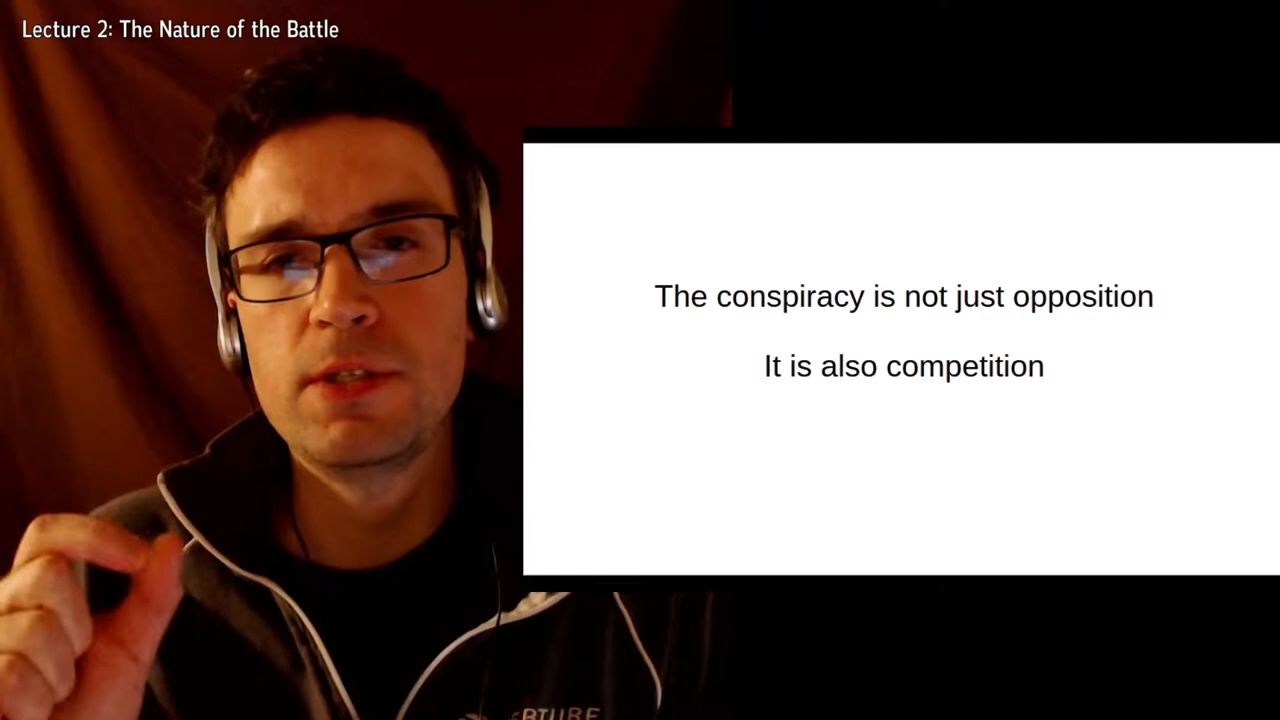 Lecture 2: The Nature of the Battle
The conspiracy is not just opposition
It is also competition